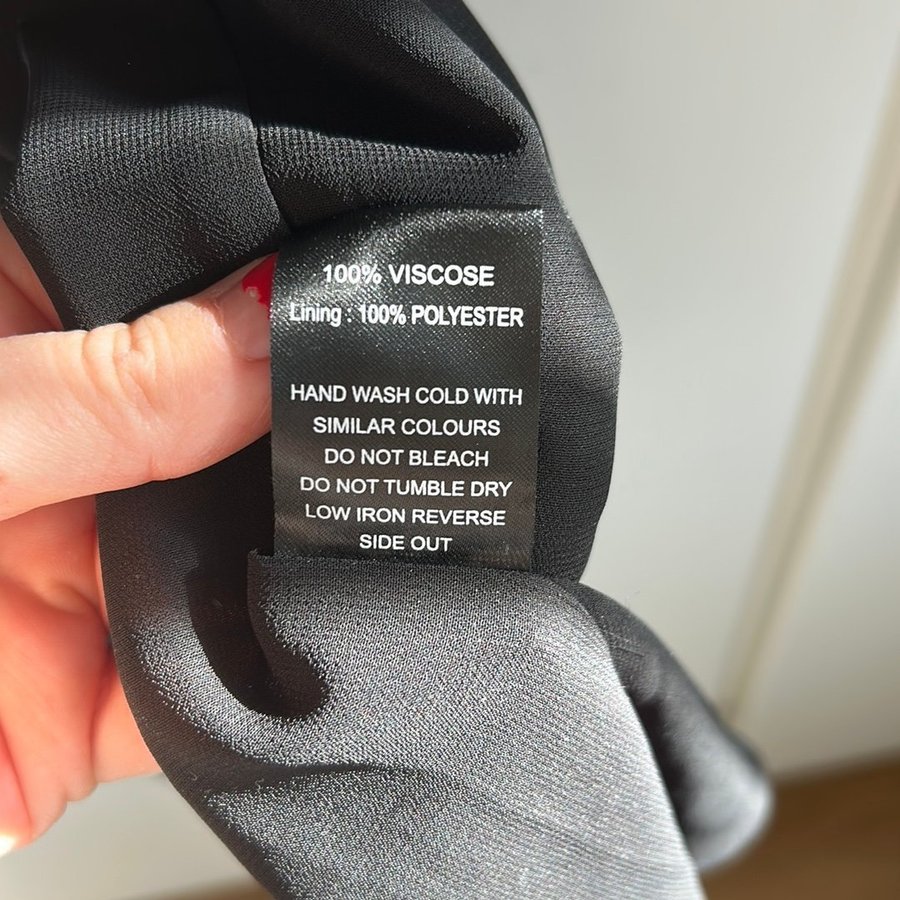 100% VISCOSE
Lining : 100% POLYESTER
HAND WASH COLD WITH
SIMILAR COLOURS
DO NOT BLEACH
DO NOT TUMBLE DRY
LOW IRON REVERSE
SIDE OUT